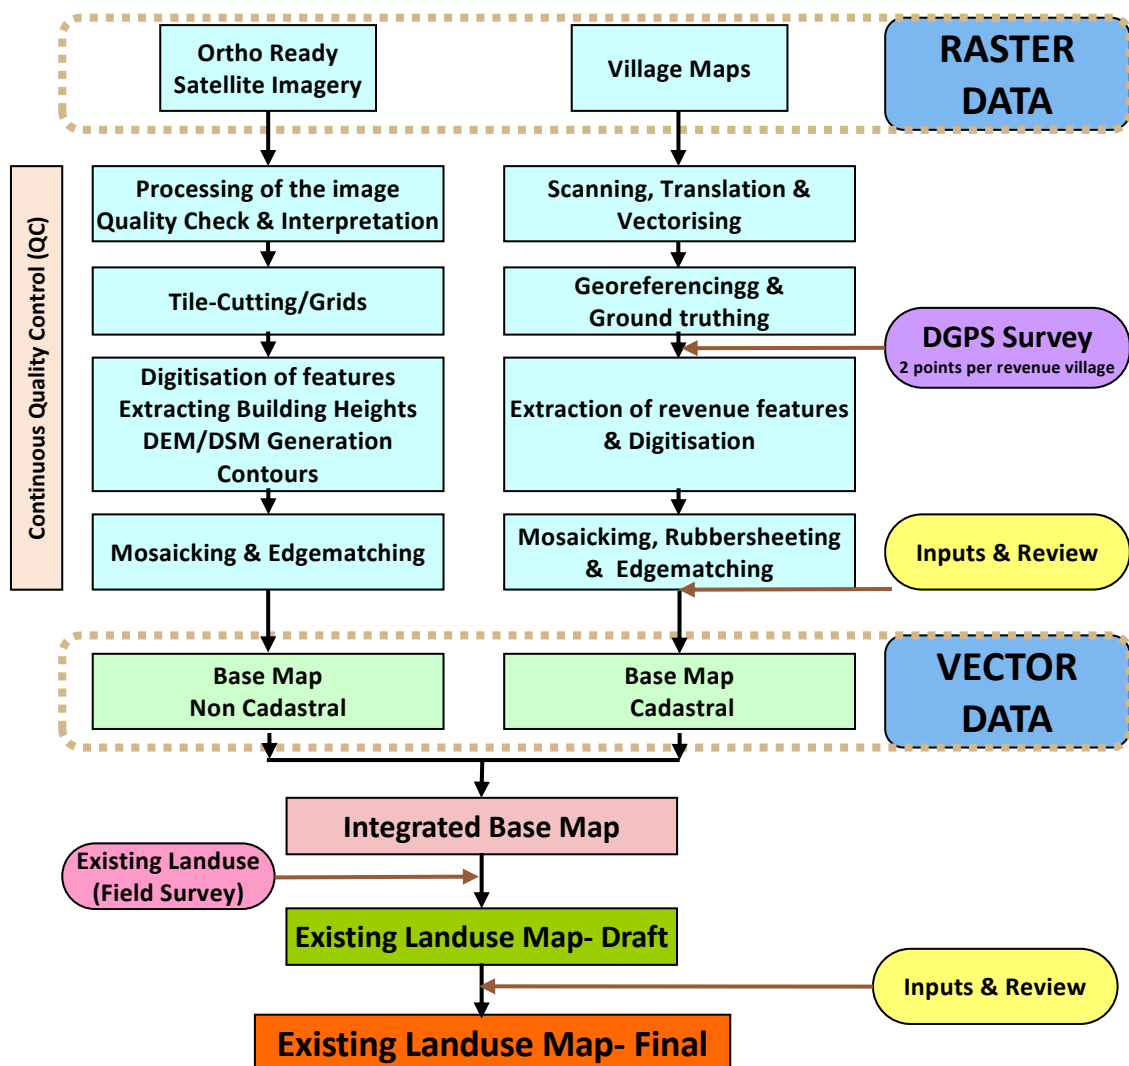 Ortho Ready
Satellite Imagery
Village Maps
RASTER
DATA
Continuous Quality Control (QC)
Processing of the image
Quality Check & Interpretation
Scanning, Translation &
Vectorising
Tile-Cutting/Grids
Georeferencingg &
Ground truthing
DGPS Survey
2 points per revenue village
Digitisation of features
Extracting Building Heights
DEM/DSM Generation
Contours
Extraction of revenue features
& Digitisation
Mosaicking & Edgematching
Mosaickimg, Rubbersheeting
& Edgematching
Inputs & Review
Base Map
Non Cadastral
Base Map
Cadastral
VECTOR
DATA
Integrated Base Map
Existing Landuse
(Field Survey)
Existing Landuse Map- Draft
Inputs & Review
Existing Landuse Map- Final